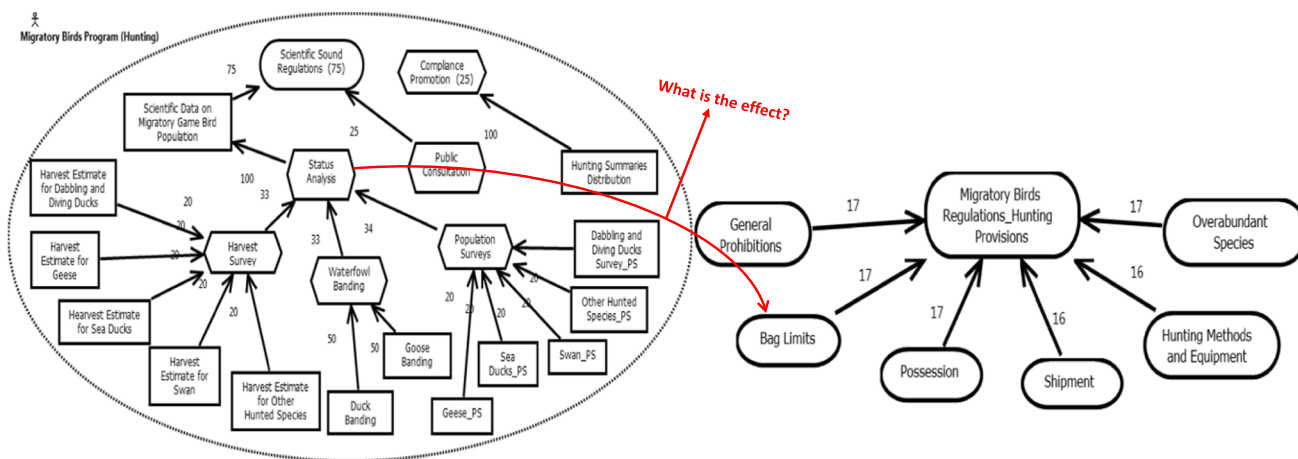 Migratory Birds Program (Hunting)
75
Scientific Sound
Regulations (75)
Compliance
Promotion (25)
What is the effect?
Scientific Data on
Migratory Game Bird
Population
25
100
Status
Analysis
Public
Consultation
Hunting Summaries
Distribution
Harvest Estimate
for Dabbling and
Diving Ducks
100
33
20
20
Harvest
Survey
33
34
Population
Surveys
Dabbling and
Diving Ducks
Survey_PS
Harvest
Estimate for
Geese
20
20
Waterfowl
Banding
20
Other Hunted
Species_PS
Hearvest Estimate
for Sea Ducks
20
20
20
20
50
50
Goose
Banding
Sea
Ducks_PS
Swan_PS
Harvest
Estimate for
Swan
Harvest Estimate
for Other
Hunted Species
Duck
Banding
Geese_PS
General
Prohibitions
17
Migratory Birds
Regulations_Hunting
Provisions
17
Overabundant
Species
17
16
Bag Limits
17
16
Hunting Methods
and Equipment
Possession
Shipment